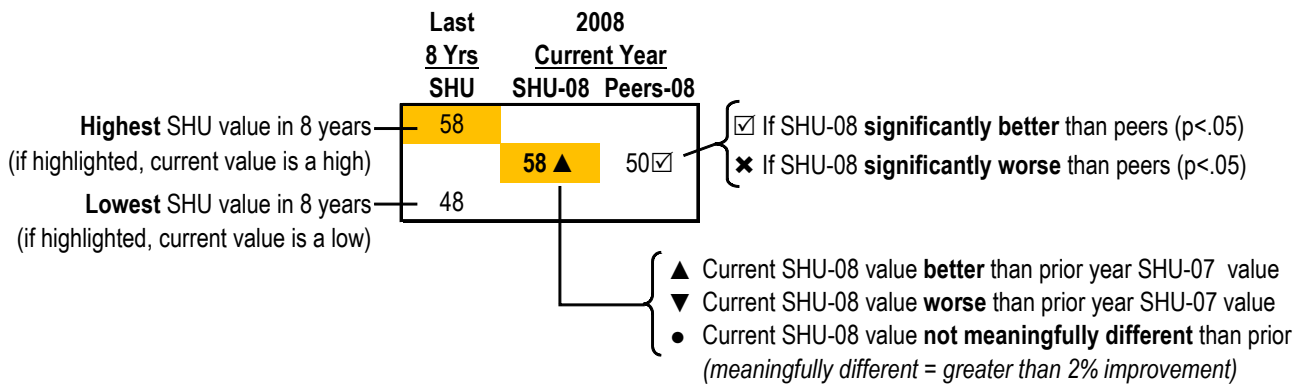 Last 2008
8 Yrs Current Year
SHU SHU-08 Peers-08
Highest SHU value in 8 years 58 ☑ If SHU-08 significantly better than peers (p<.05)
(if highlighted, current value is a high) 58 ▲ 50☑ ✖ If SHU-08 significantly worse than peers (p<.05)
Lowest SHU value in 8 years 48
(if highlighted, current value is a low)
▲ Current SHU-08 value better than prior year SHU-07 value
▼ Current SHU-08 value worse than prior year SHU-07 value
● Current SHU-08 value not meaningfully different than prior
(meaningfully different = greater than 2% improvement)